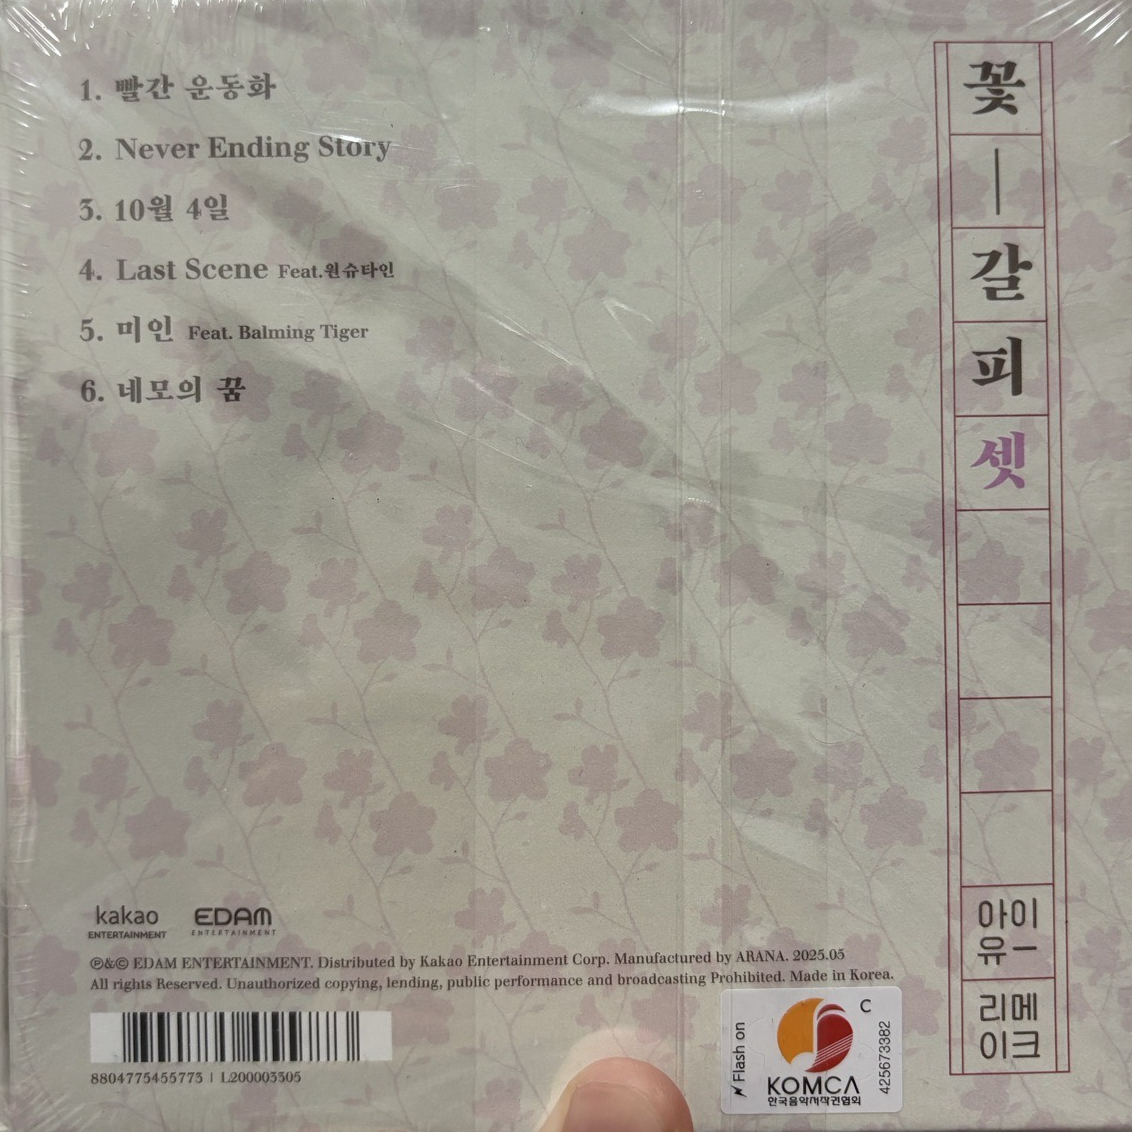 1. 빨간 운동화
2. Never Ending Story
3. 10월 4일
4. Last Scene Feat.원슈타인
5. 미인 Feat. Balming Tiger
6. 네모의 꿈
꽃
|
갈
피
셋
아이
유ー
리메
이크
kakao
ENTERTAINMENT
EDAM
ENTERTAINMENT
℗&© EDAM ENTERTAINMENT. Distributed by Kakao Entertainment Corp. Manufactured by ARANA. 2025.05
All rights Reserved. Unauthorized copying, lending, public performance and broadcasting Prohibited. Made in Korea.
8804775455773 | L200003305
Flash on
C
KOMCA
한국음악저작권협회
425673382